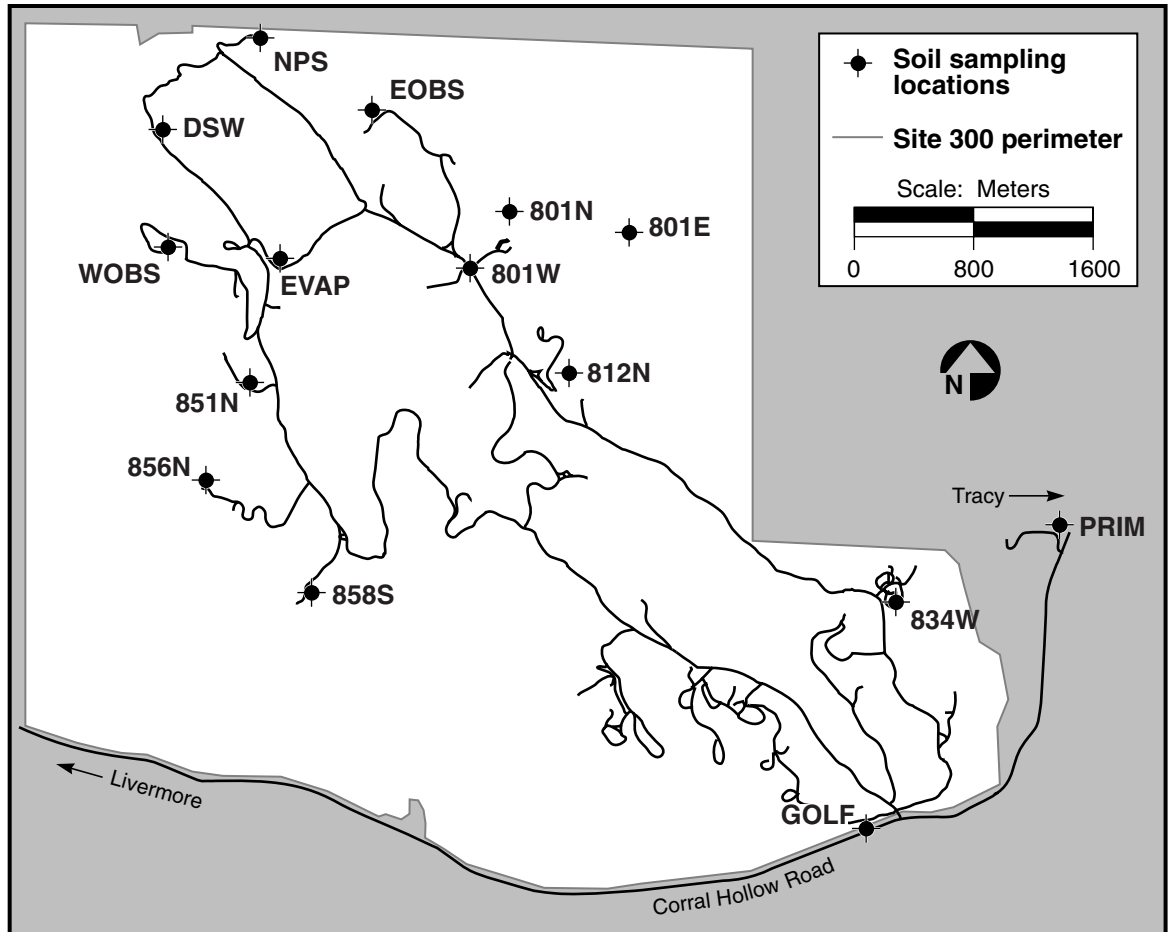 NPS
EOBS
DSW
801N
801E
WOBS
EVAP
801W
812N
851N
856N
858S
834W
GOLF
PRIM
Tracy
Livermore
Corral Hollow Road
Soil sampling
locations
Site 300 perimeter
Scale: Meters
0 800 1600
N